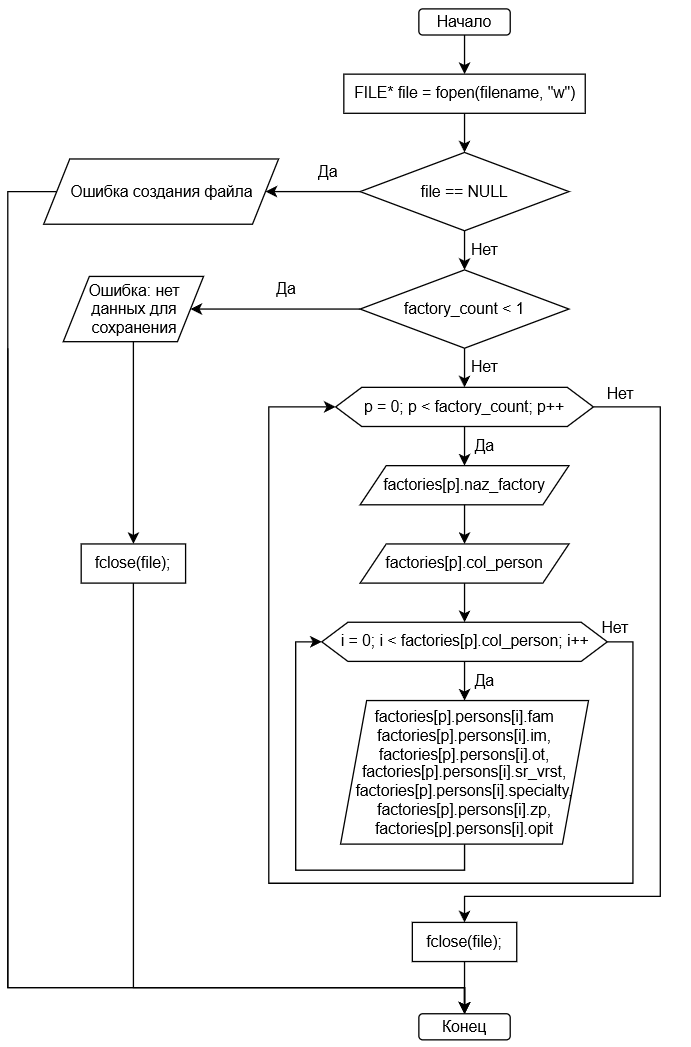 Начало
FILE* file = fopen(filename, "w")
Да
Ошибка создания файла
file == NULL
Нет
Да
Ошибка: нет
данных для
сохранения
factory_count < 1
Нет
p = 0; p < factory_count; p++
Нет
Да
factories[p].naz_factory
fclose(file);
factories[p].col_person
i = 0; i < factories[p].col_person; i++
Нет
Да
factories[p].persons[i].fam
factories[p].persons[i].im,
factories[p].persons[i].ot,
factories[p].persons[i].sr_vrst,
factories[p].persons[i].specialty,
factories[p].persons[i].zp,
factories[p].persons[i].opit
fclose(file);
Конец